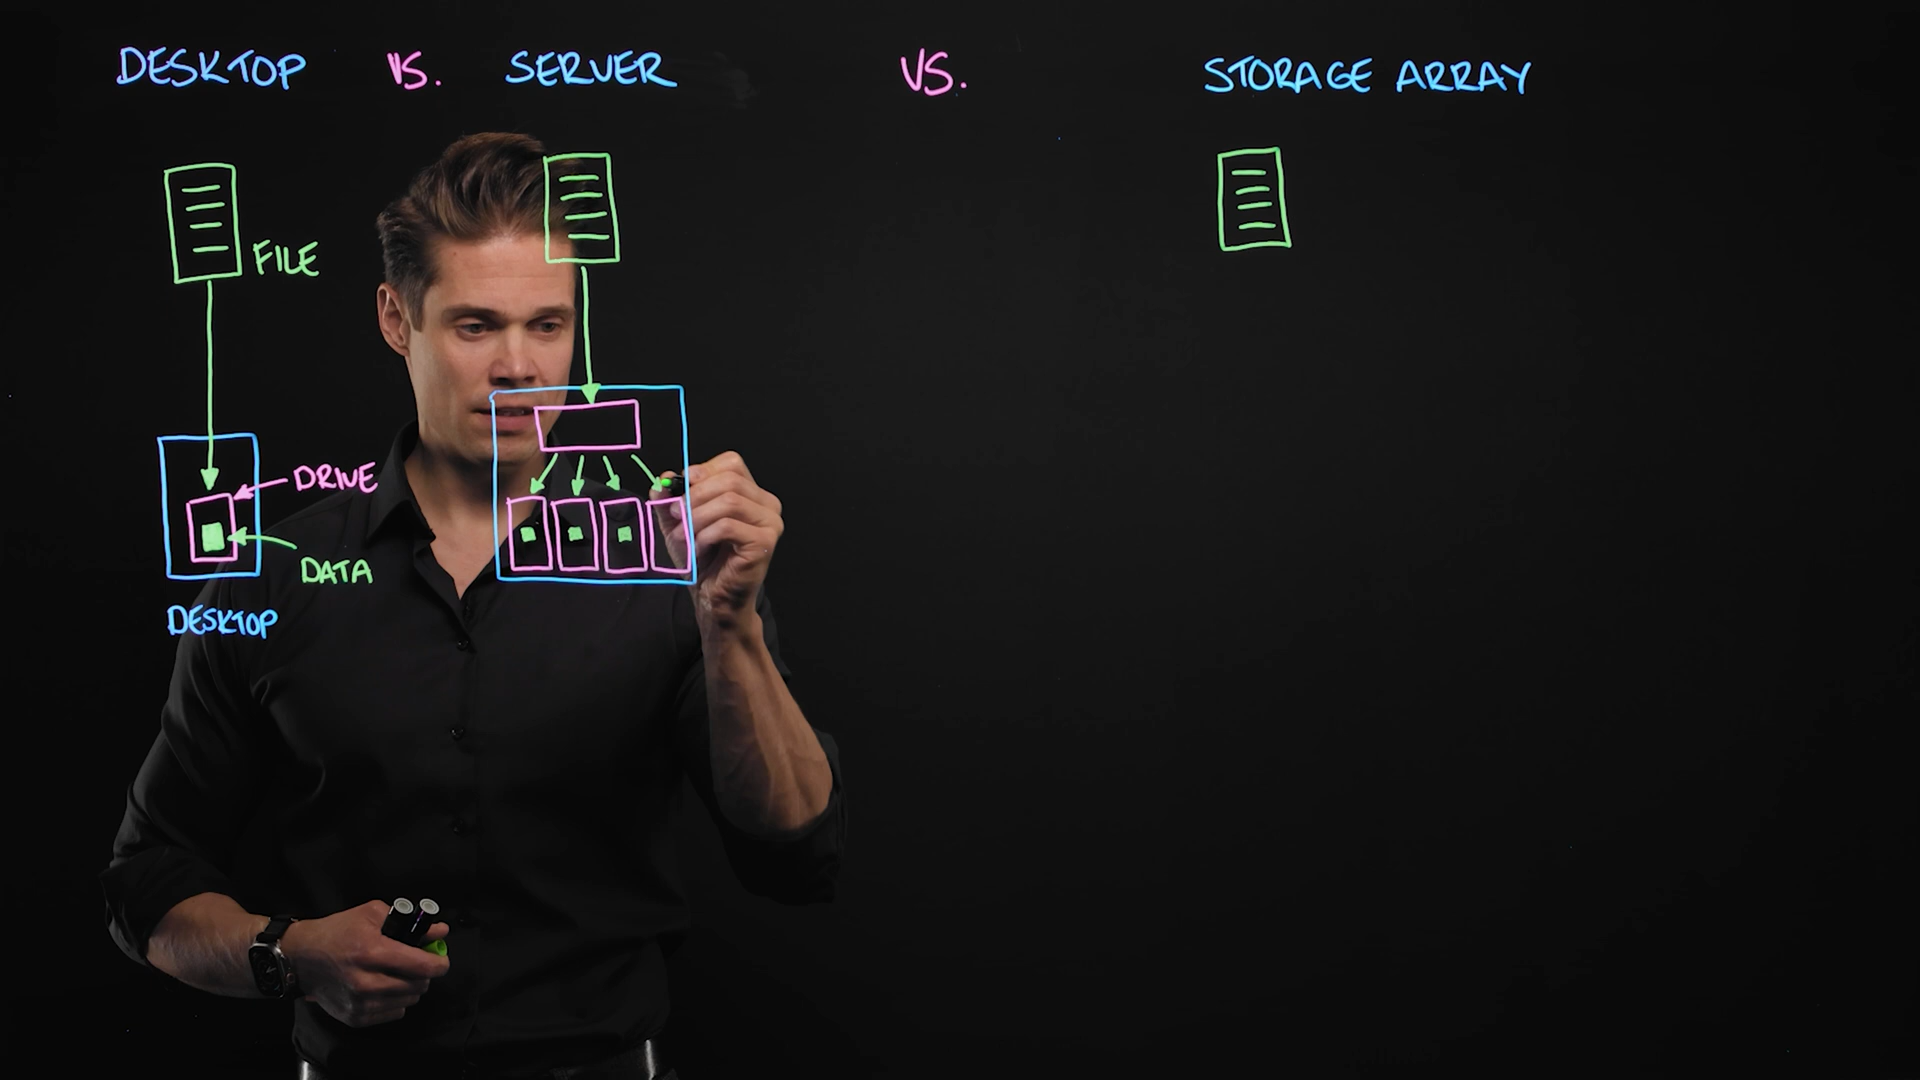 DESKTOP VS. SERVER VS. STORAGE ARRAY
FILE
DRIVE
DATA
DESKTOP